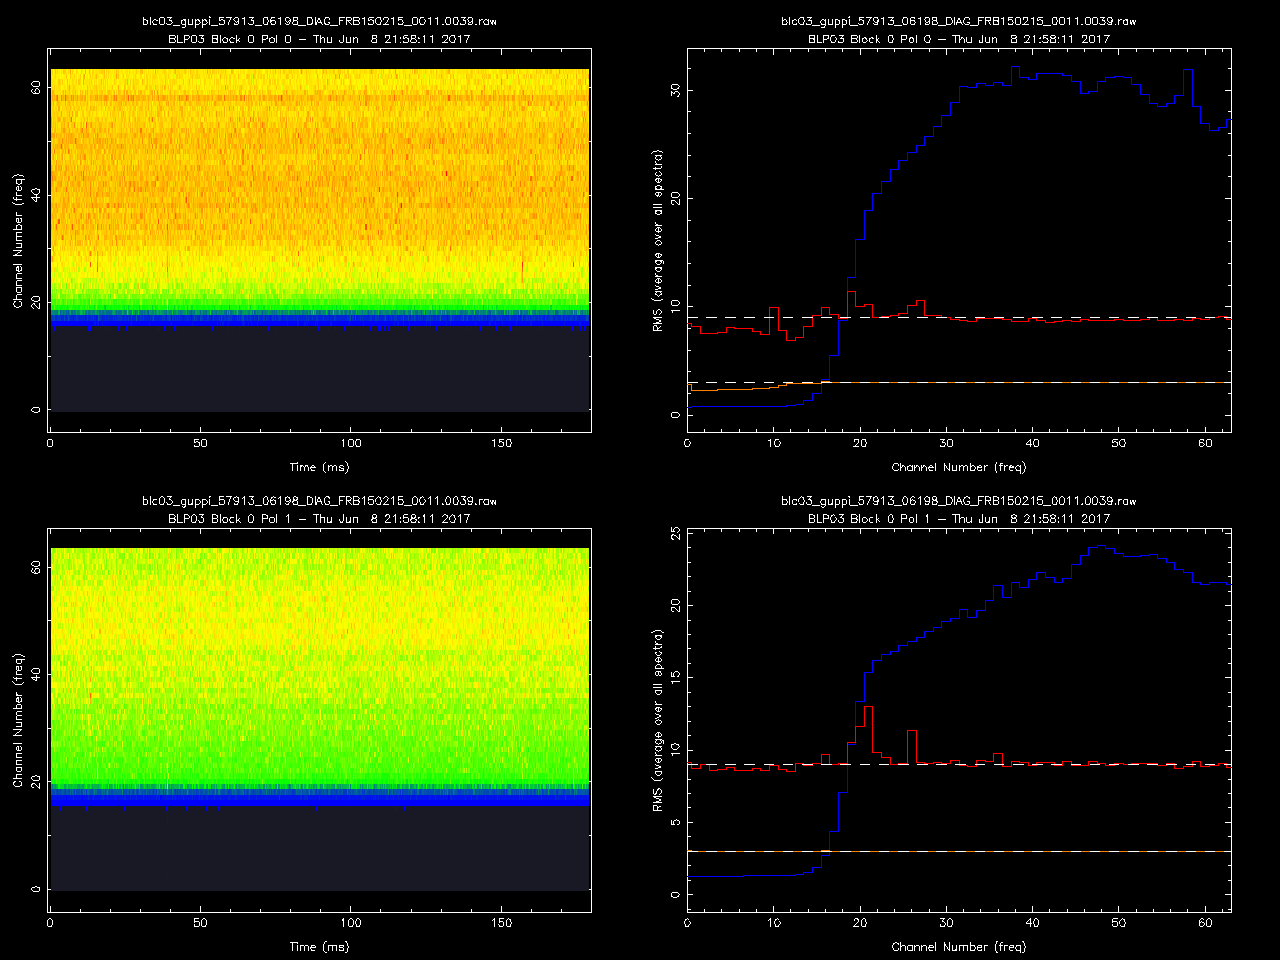 blc03_guppi_57913_06198_DIAG_FRB150215_0011.0039.raw
BLP03 Block 0 Pol 0 – Thu Jun 8 21:58:11 2017
60
40
20
0
Channel Number (freq)
0 50 100 150
Time (ms)
blc03_guppi_57913_06198_DIAG_FRB150215_0011.0039.raw
BLP03 Block 0 Pol 0 – Thu Jun 8 21:58:11 2017
30
20
10
0
RMS (average over all spectra)
0 10 20 30 40 50 60
Channel Number (freq)
blc03_guppi_57913_06198_DIAG_FRB150215_0011.0039.raw
BLP03 Block 0 Pol 1 – Thu Jun 8 21:58:11 2017
60
40
20
0
Channel Number (freq)
0 50 100 150
Time (ms)
blc03_guppi_57913_06198_DIAG_FRB150215_0011.0039.raw
BLP03 Block 0 Pol 1 – Thu Jun 8 21:58:11 2017
25
20
15
10
5
0
RMS (average over all spectra)
0 10 20 30 40 50 60
Channel Number (freq)